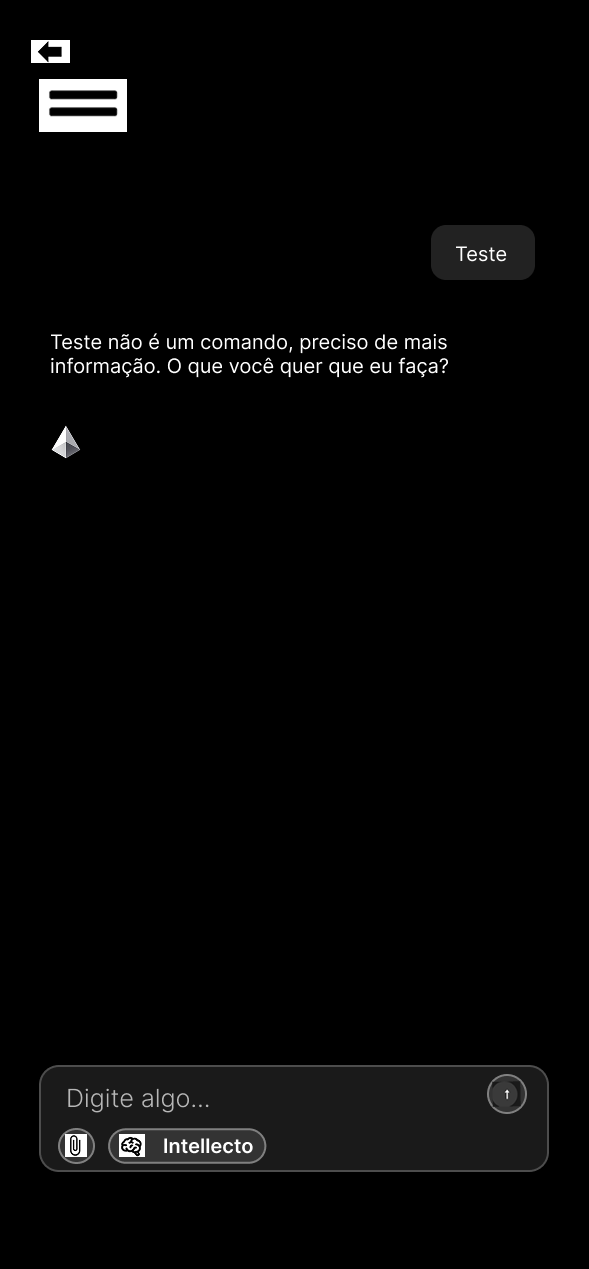 Teste
Teste não é um comando, preciso de mais
informação. O que você quer que eu faça?
Digite algo...
Intellecto